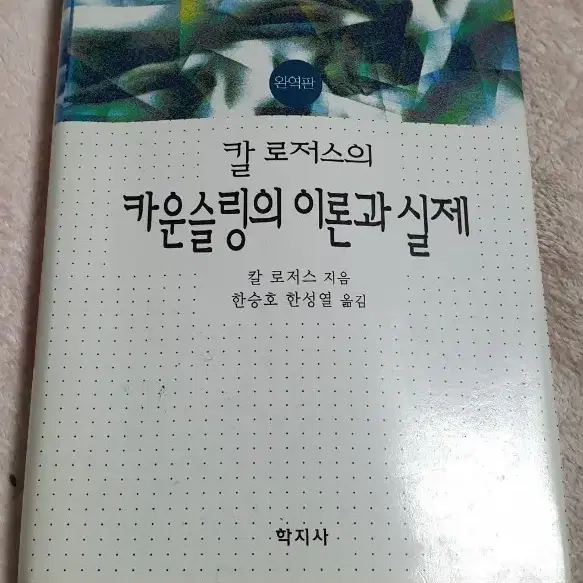 완역판
칼 로저스의
카운슬링의 이론과 실제
칼 로저스 지음
한승호 한성열 옮김
학지사